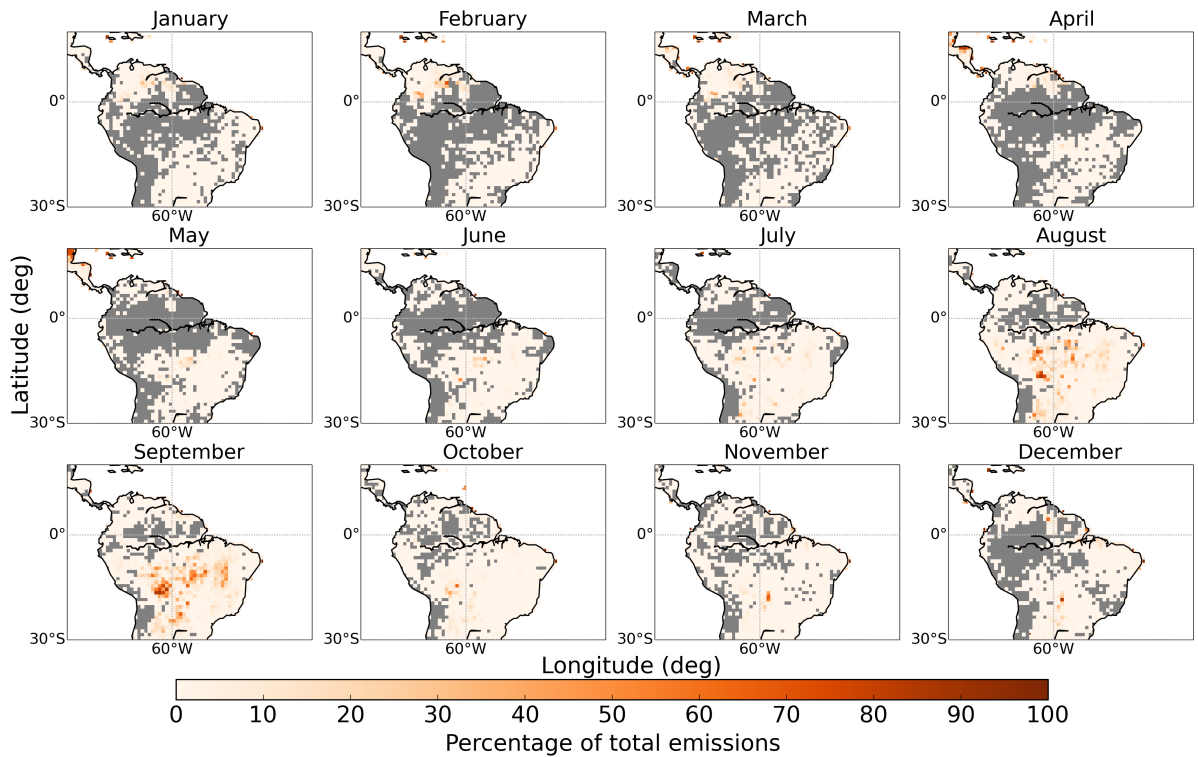 January February March April
0° 0° 0° 0°
30°S 30°S 30°S 30°S
60°W 60°W 60°W 60°W
May June July August
0° 0° 0° 0°
30°S 30°S 30°S 30°S
60°W 60°W 60°W 60°W
Latitude (deg)
September October November December
0° 0° 0° 0°
30°S 30°S 30°S 30°S
60°W 60°W 60°W 60°W
Longitude (deg)
0 10 20 30 40 50 60 70 80 90 100
Percentage of total emissions